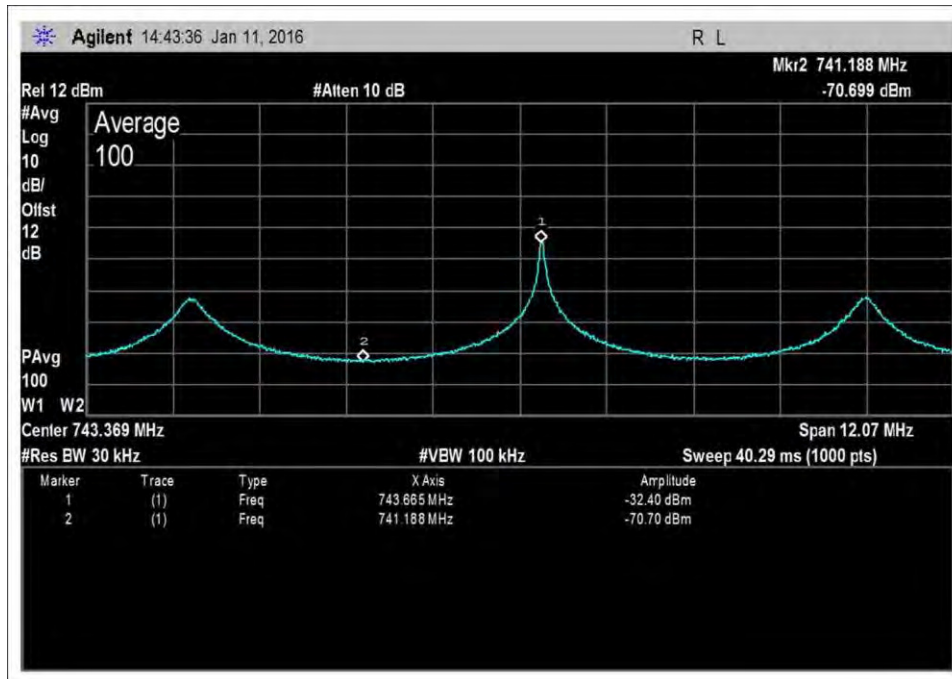 Agilent 14:43:36 Jan 11, 2016 R L
Mkr2 741.188 MHz
Rel 12 dBm #Atten 10 dB -70.699 dBm
#Avg
Log
10
dB/
Offst
12
dB
Average
100
1
2
PAvg
100
W1 W2
Center 743.369 MHz Span 12.07 MHz
#Res BW 30 kHz #VBW 100 kHz Sweep 40.29 ms (1000 pts)
Marker Trace Type X Axis Amplitude
1 (1) Freq 743.665 MHz -32.40 dBm
2 (1) Freq 741.188 MHz -70.70 dBm